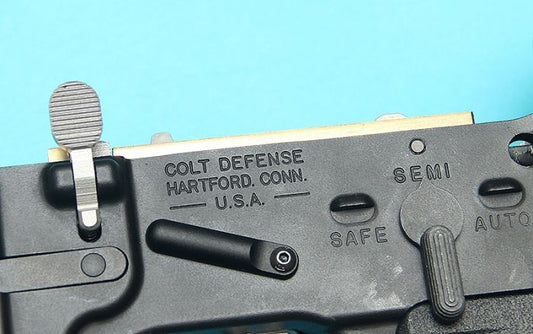 COLT DEFENSE
HARTFORD. CONN.
U.S.A.
SEMI
SAFE
AUTO